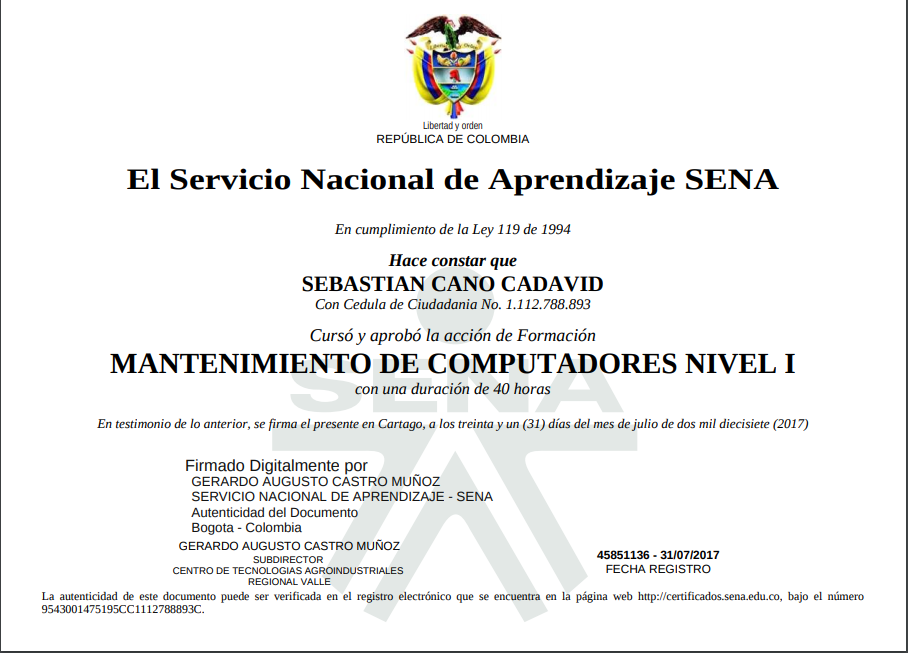 Libertad y orden
REPÚBLICA DE COLOMBIA
El Servicio Nacional de Aprendizaje SENA
En cumplimiento de la Ley 119 de 1994
Hace constar que
SEBASTIAN CANO CADAVID
Con Cedula de Ciudadania No. 1.112.788.893
Cursó y aprobó la acción de Formación
MANTENIMIENTO DE COMPUTADORES NIVEL I
SENA
con una duración de 40 horas
En testimonio de lo anterior, se firma el presente en Cartago, a los treinta y un (31) días del mes de julio de dos mil diecisiete (2017)
Firmado Digitalmente por
GERARDO AUGUSTO CASTRO MUÑOZ
SERVICIO NACIONAL DE APRENDIZAJE - SENA
Autenticidad del Documento
Bogota - Colombia
GERARDO AUGUSTO CASTRO MUÑOZ
SUBDIRECTOR
CENTRO DE TECNOLOGIAS AGROINDUSTRIALES
REGIONAL VALLE
45851136 - 31/07/2017
FECHA REGISTRO
La autenticidad de este documento puede ser verificada en el registro electrónico que se encuentra en la página web http://certificados.sena.edu.co, bajo el número
9543001475195CC1112788893C.